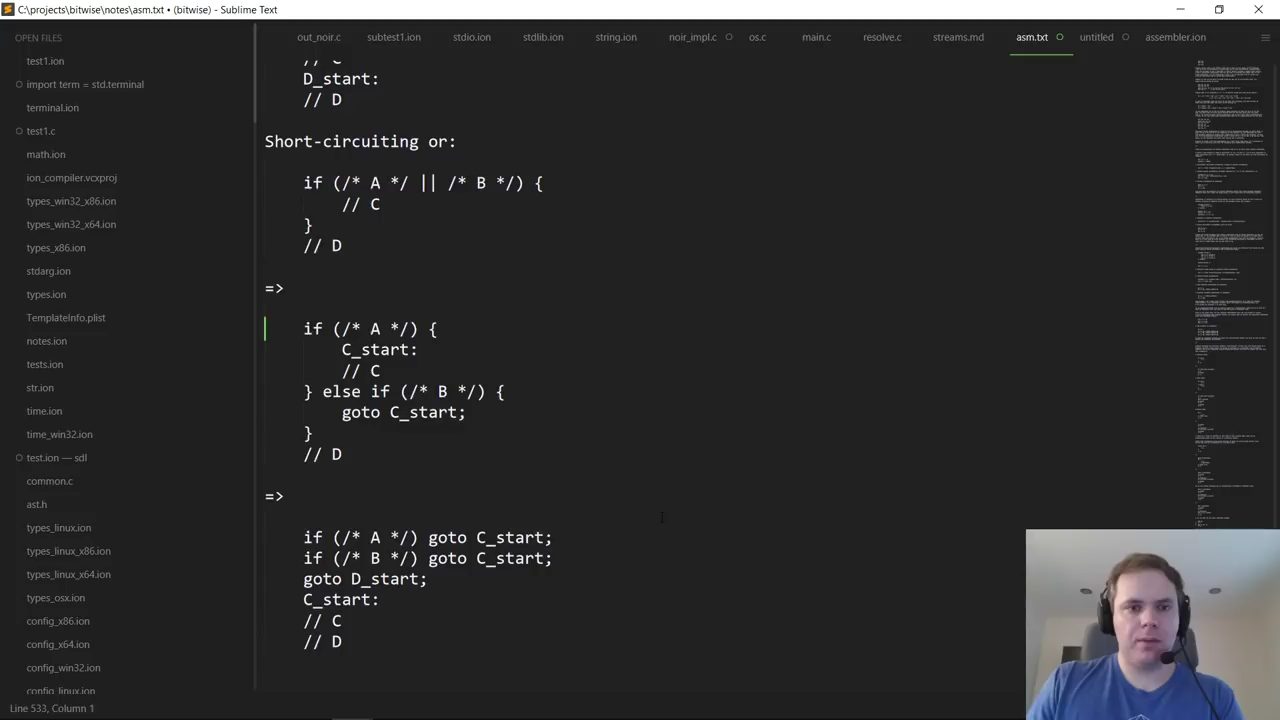 C:\projects\bitwise\notes\asm.txt • (bitwise) - Sublime Text
OPEN FILES
test1.ion
import term = std.terminal
terminal.ion
test1.c
math.ion
ion_compiler.vcxproj
types_win32_x86.ion
types_win32_x64.ion
types_x86.ion
stdarg.ion
types.ion
TemplateInfo.plist
notes.ion
tests.ion
str.ion
time.ion
time_win32.ion
test.ion — sdl
common.c
ast.h
types_linux.ion
types_linux_x86.ion
types_linux_x64.ion
types_osx.ion
config_x86.ion
config_x64.ion
config_win32.ion
config_linux.ion
out_noir.c subtest1.ion stdio.ion stdlib.ion string.ion noir_impl.c os.c main.c resolve.c streams.md asm.txt untitled assembler.ion
// C
D_start:
// D
Short-circuiting or:
if (/* A */ || /* B */) {
// C
}
// D
=>
if (/* A */) {
C_start:
// C
} else if (/* B */) {
goto C_start;
}
// D
=>
if (/* A */) goto C_start;
if (/* B */) goto C_start;
goto D_start;
C_start:
// C
// D
Line 533, Column 1